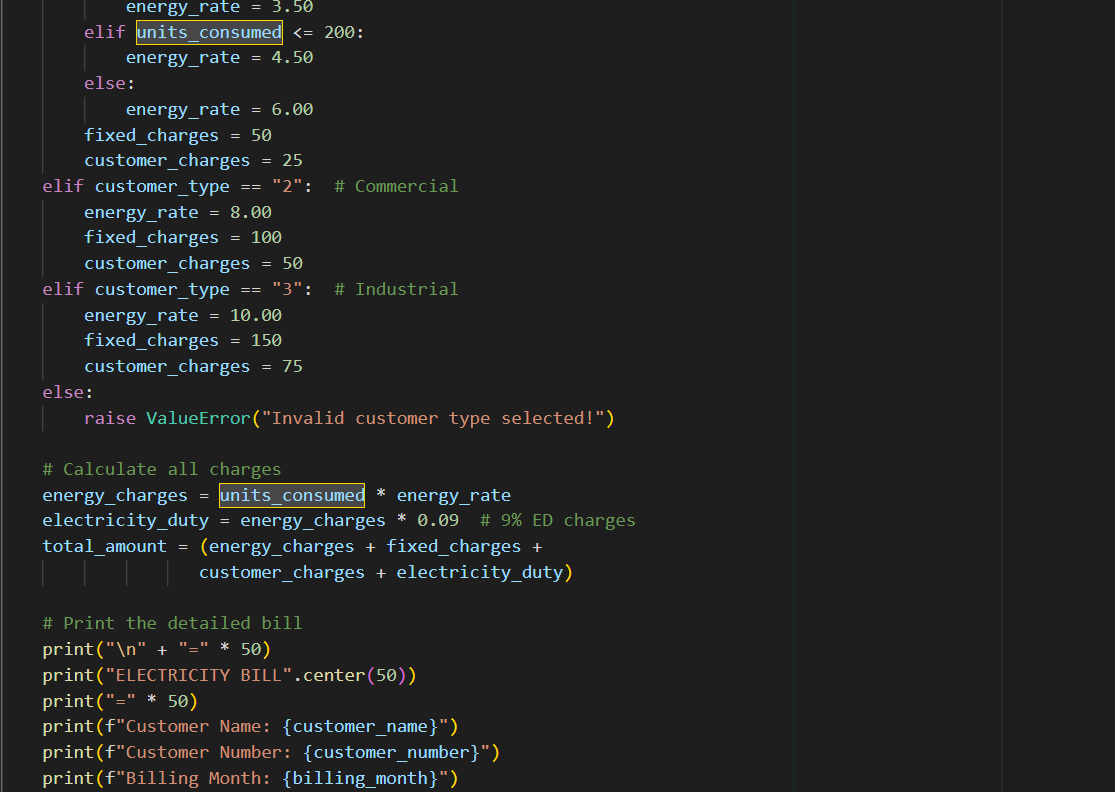 energy_rate = 3.50
        elif units_consumed <= 200:
            energy_rate = 4.50
        else:
            energy_rate = 6.00
        fixed_charges = 50
        customer_charges = 25
    elif customer_type == "2":  # Commercial
        energy_rate = 8.00
        fixed_charges = 100
        customer_charges = 50
    elif customer_type == "3":  # Industrial
        energy_rate = 10.00
        fixed_charges = 150
        customer_charges = 75
    else:
        raise ValueError("Invalid customer type selected!")

    # Calculate all charges
    energy_charges = units_consumed * energy_rate
    electricity_duty = energy_charges * 0.09  # 9% ED charges
    total_amount = (energy_charges + fixed_charges +
                   customer_charges + electricity_duty)

    # Print the detailed bill
    print("\n" + "=" * 50)
    print("ELECTRICITY BILL".center(50))
    print("=" * 50)
    print(f"Customer Name: {customer_name}")
    print(f"Customer Number: {customer_number}")
    print(f"Billing Month: {billing_month}")